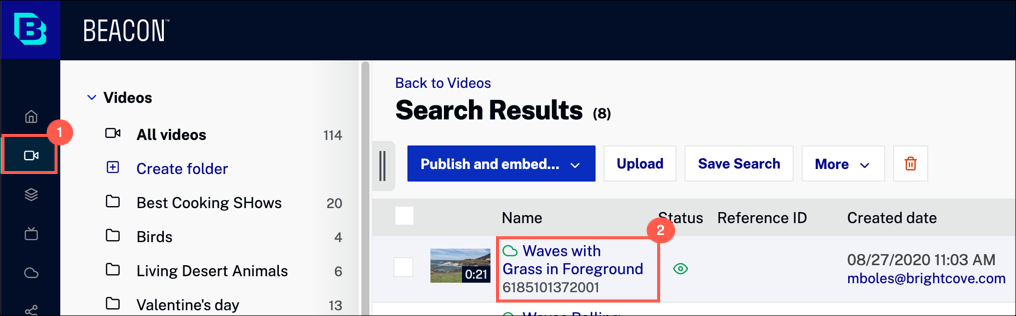 BEACON™
Back to Videos
Videos
Search Results (8)
1
All videos 114
Publish and embed... Upload Save Search More
Create folder
Best Cooking SHows 20
Name Status Reference ID Created date
Birds 4
2
Waves with
Living Desert Animals 6
0:21
Grass in Foreground
08/27/2020 11:03 AM
6185101372001
mboles@brightcove.com
Valentine's day 13